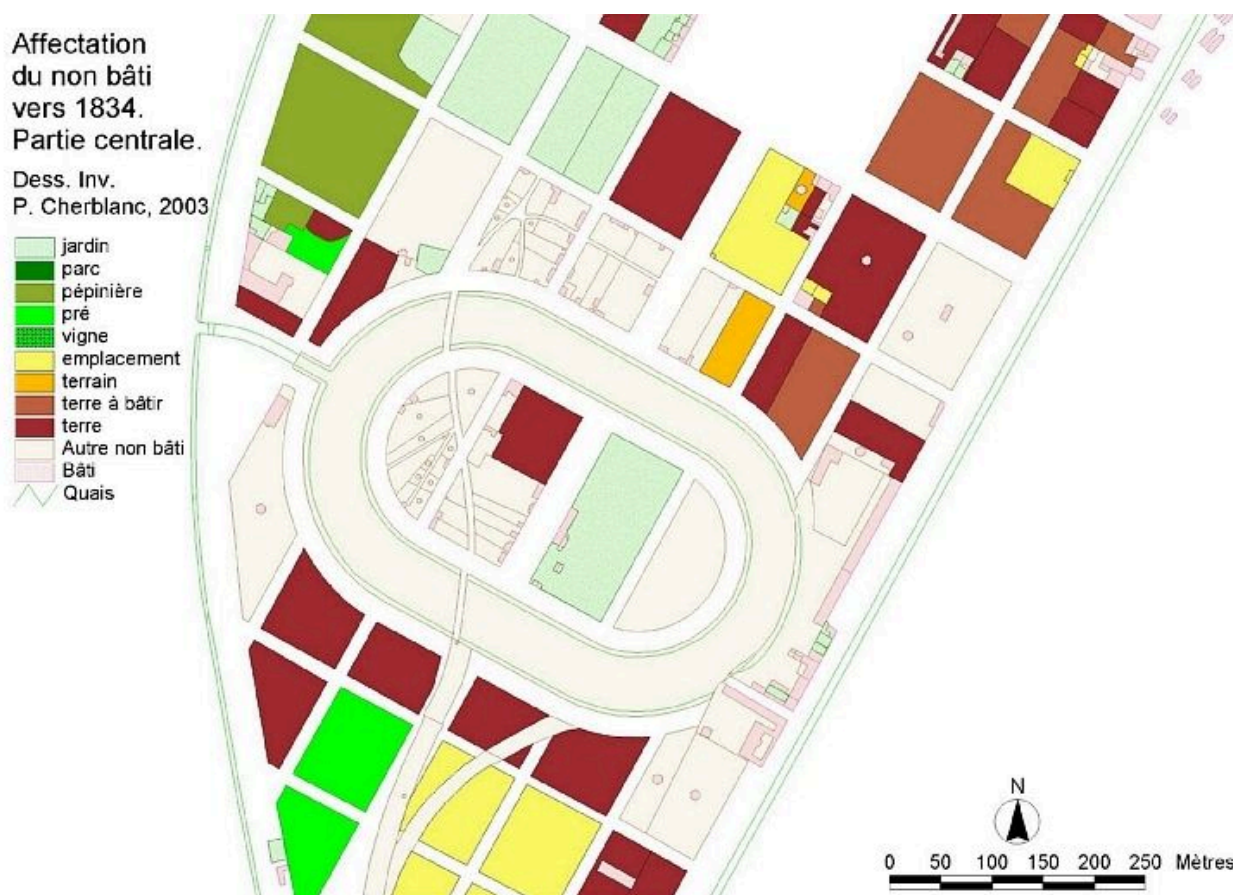 Affectation
du non bâti
vers 1834.
Partie centrale.
Dess. Inv.
P. Cherblanc, 2003
jardin
parc
pépinière
pré
vigne
emplacement
terrain
terre à bâtir
terre
Autre non bâti
Bâti
Quais
N
0 50 100 150 200 250 Mètres